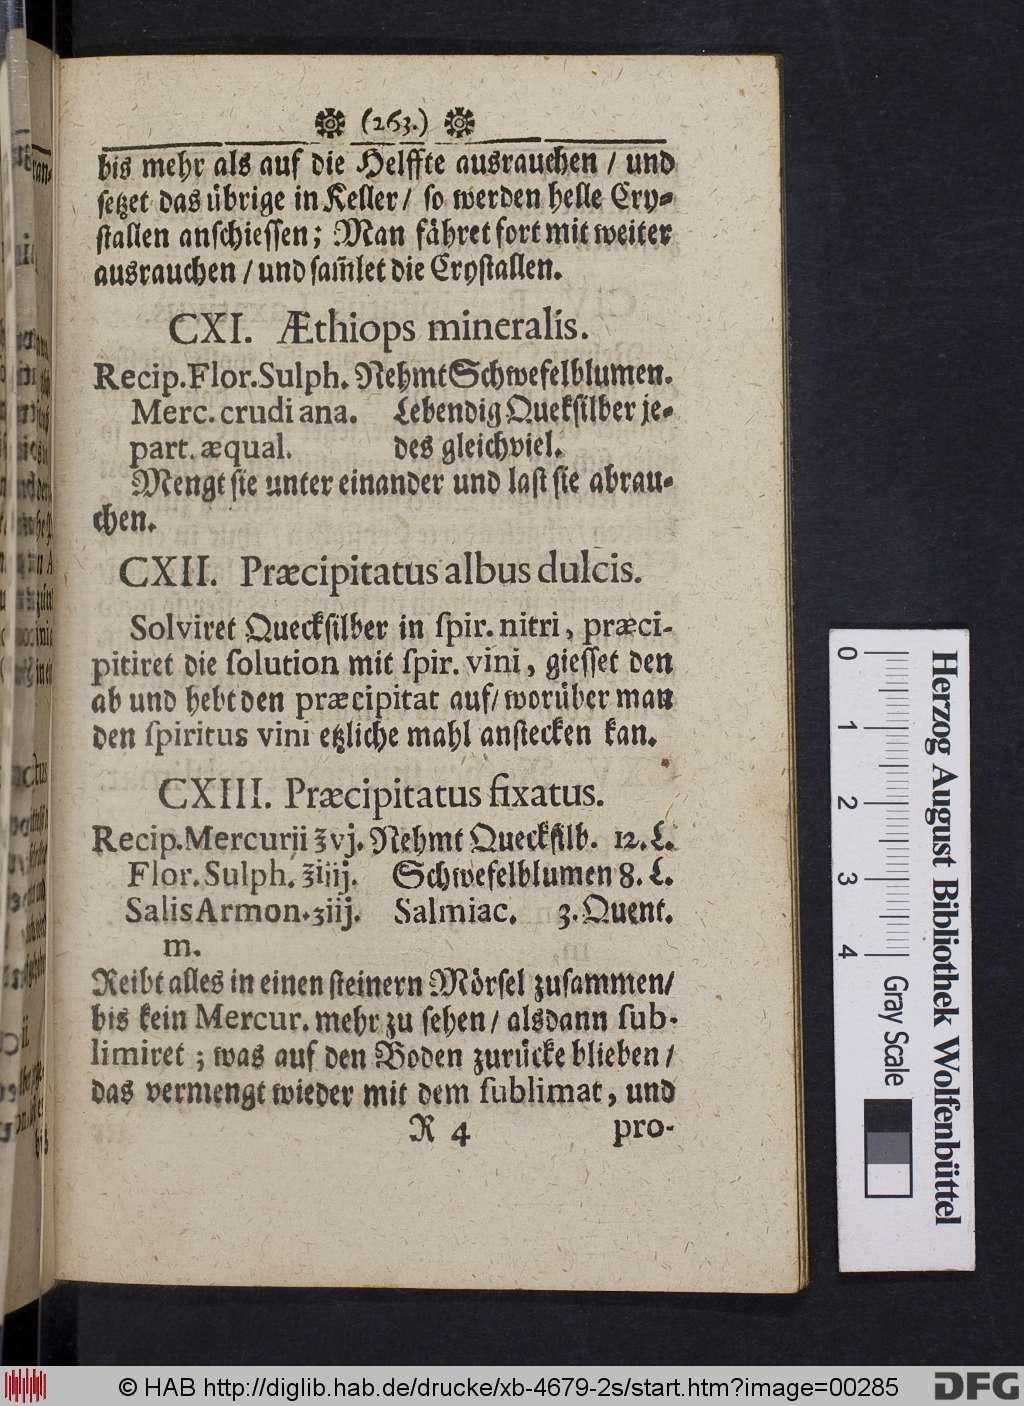 (263.)
bis mehr als auf die Helffte ausrauchen / und
setzet das übrige in Keller / so werden helle Cry-
stallen anschiessen; Man fähret fort mit weiter
ausrauchen / und sam̃let die Crystallen.
CXI. Æthiops mineralis.
Recip. Flor. Sulph. Nehmt Schwefelblumen.
Merc. crudi ana. Lebendig Queksilber je-
part. æqual. des gleichviel.
Mengt sie unter einander und last sie abrau-
chen.
CXII. Præcipitatus albus dulcis.
Solviret Quecksilber in spir. nitri, præci-
pitiret die solution mit spir. vini, giesset den
ab und hebt den præcipitat auf / worüber man
den spiritus vini etzliche mahl anstecken kan.
CXIII. Præcipitatus fixatus.
Recip. Mercurii ℥vj. Nehmt Quecksilb. 12. L.
Flor. Sulph. ℥iiij. Schwefelblumen 8. L.
Salis Armon. ʒiij. Salmiac. 3. Quent.
m.
Reibt alles in einen steinern Mörsel zusammen /
bis kein Mercur. mehr zu sehen / alsdann sub-
limiret; was auf den Boden zurücke blieben /
das vermengt wieder mit dem sublimat, und
R 4 pro-
0 1 2 3 4
Gray Scale
Herzog August Bibliothek Wolfenbüttel
© HAB http://diglib.hab.de/drucke/xb-4679-2s/start.htm?image=00285
DFG